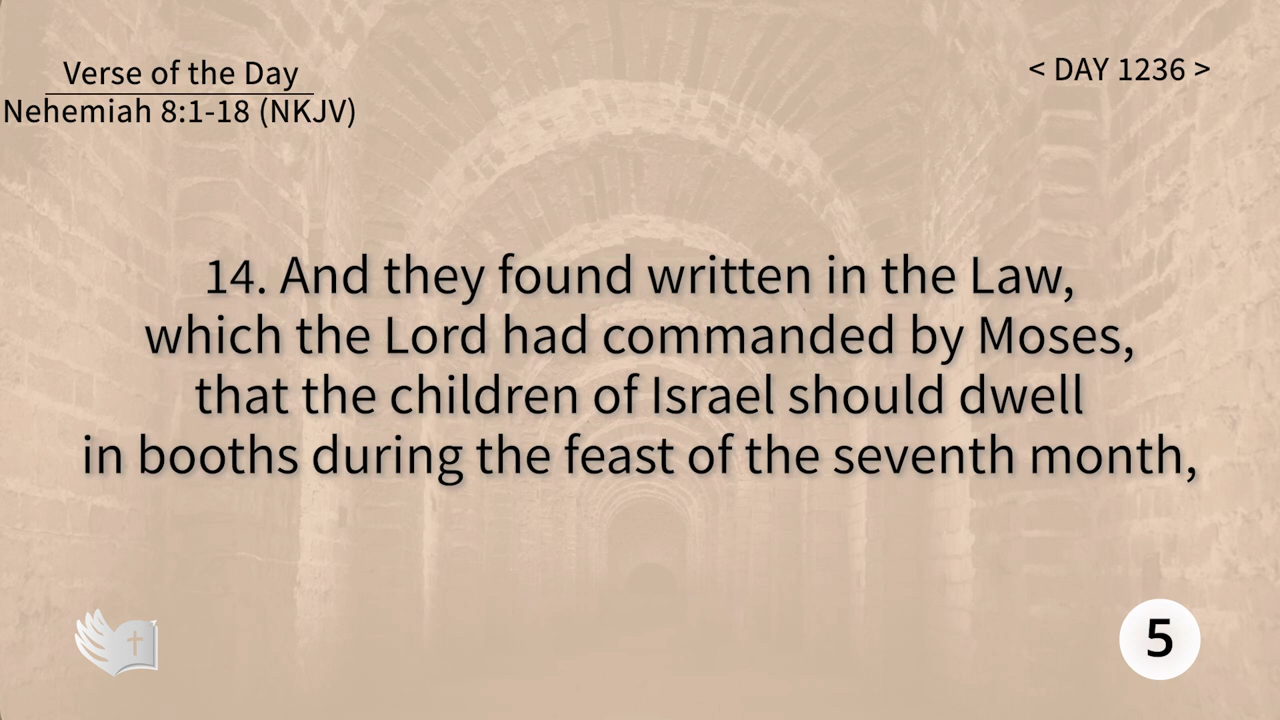 Verse of the Day
Nehemiah 8:1-18 (NKJV)
< DAY 1236 >
14. And they found written in the Law,
which the Lord had commanded by Moses,
that the children of Israel should dwell
in booths during the feast of the seventh month,
5